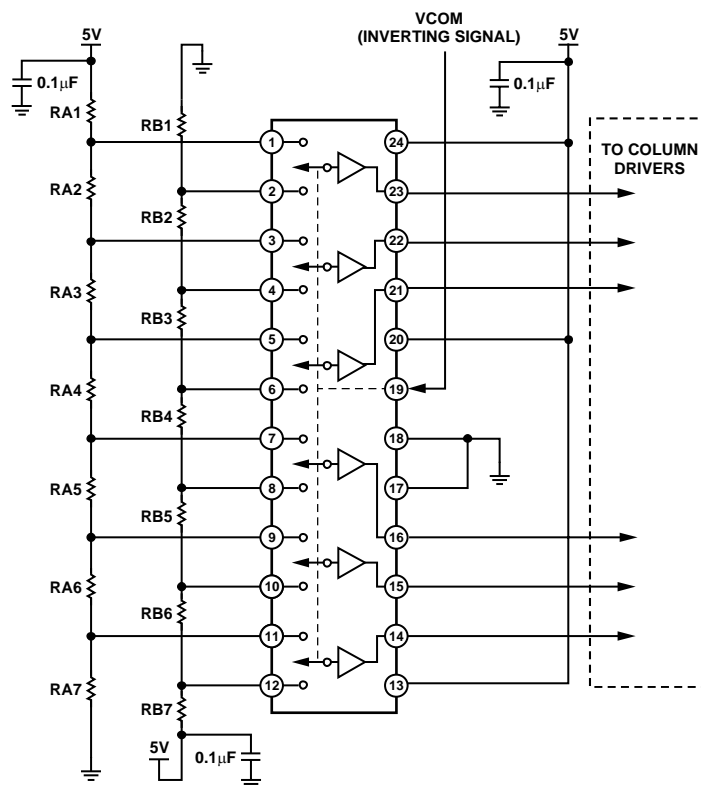 VCOM
(INVERTING SIGNAL)
5V
5V
0.1µF
0.1µF
RA1
RB1
1
24
TO COLUMN
DRIVERS
RA2
2
23
RB2
3
22
RA3
4
21
RB3
5
20
RA4
6
19
RB4
7
18
RA5
8
17
RB5
9
16
RA6
10
15
RB6
11
14
RA7
12
13
RB7
5V
0.1µF